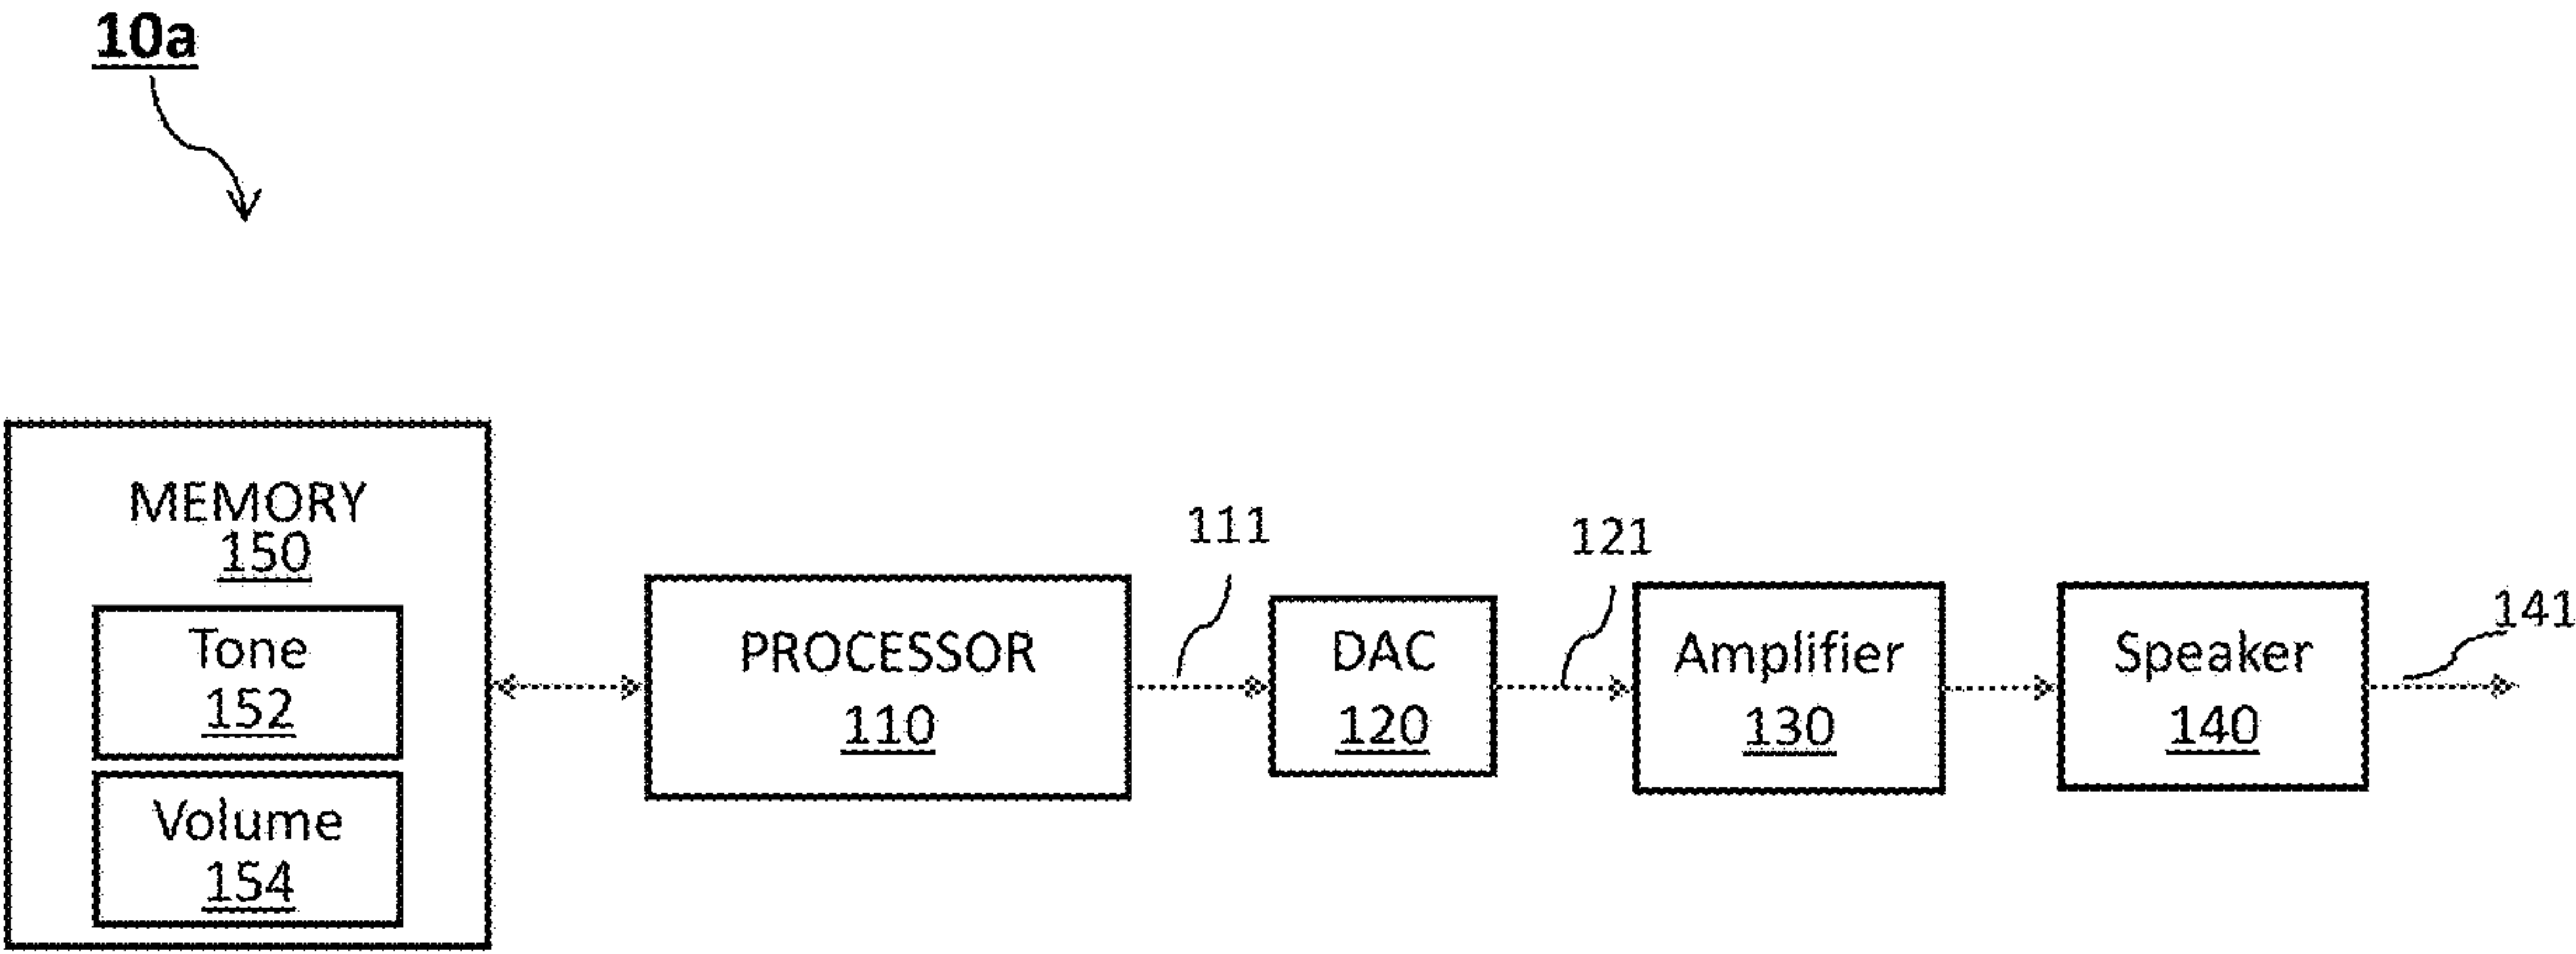 10a
MEMORY
150
Tone
152
Volume
154
PROCESSOR
110
111
DAC
120
121
Amplifier
130
Speaker
140
141